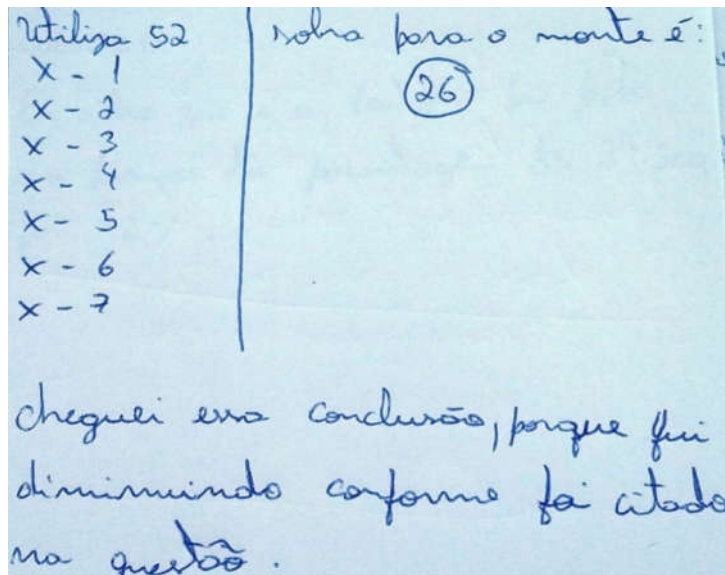 Utiliza 52
x - 1
x - 2
x - 3
x - 4
x - 5
x - 6
x - 7
sobra para o monte é:
26
cheguei essa conclusão, porque fui
diminuindo conforme foi citado
na questão.